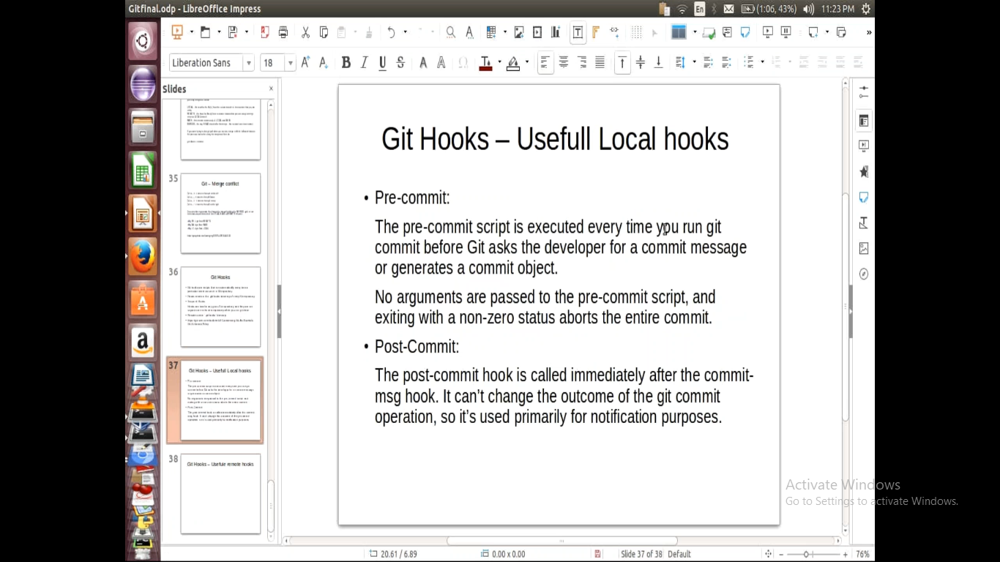 Gitfinal.odp - LibreOffice Impress
En
(1:06, 43%)
11:23 PM
Liberation Sans
18
Slides
35
Git – Merge conflict
36
Git Hooks
37
Git Hooks – Usefull Local hooks
38
Git Hooks – Usefule remote hooks
Git Hooks – Usefull Local hooks
• Pre-commit:
The pre-commit script is executed every time you run git
commit before Git asks the developer for a commit message
or generates a commit object.
No arguments are passed to the pre-commit script, and
exiting with a non-zero status aborts the entire commit.
• Post-Commit:
The post-commit hook is called immediately after the commit-
msg hook. It can’t change the outcome of the git commit
operation, so it’s used primarily for notification purposes.
Activate Windows
Go to Settings to activate Windows.
20.61 / 6.89
0.00 x 0.00
Slide 37 of 38
Default
76%